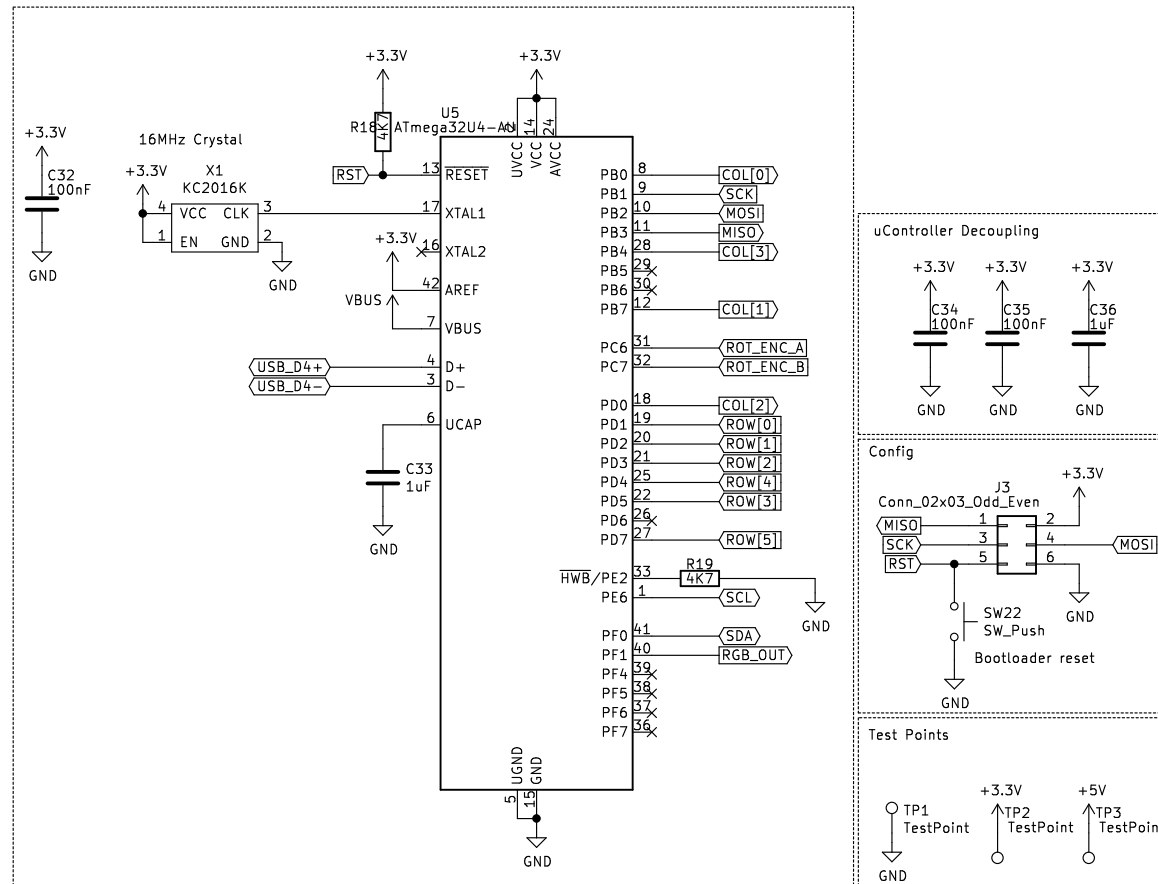 +3.3V
C32
100nF
GND
16MHz Crystal
+3.3V
X1
KC2016K
4 VCC CLK 3
1 EN GND 2
GND
+3.3V
R18
4K7
RST
+3.3V
U5
ATmega32U4-AU
2 14 24
UVCC VCC AVCC
13 RESET
17 XTAL1
+3.3V
16 XTAL2
42 AREF
VBUS
7 VBUS
USB_D4+ 4 D+
USB_D4- 3 D-
6 UCAP
C33
1uF
GND
PB0 8 COL[0]
PB1 9 SCK
PB2 10 MOSI
PB3 11 MISO
PB4 28 COL[3]
PB5 29
PB6 30
PB7 12 COL[1]
PC6 31 ROT_ENC_A
PC7 32 ROT_ENC_B
PD0 18 COL[2]
PD1 19 ROW[0]
PD2 20 ROW[1]
PD3 21 ROW[2]
PD4 25 ROW[4]
PD5 22 ROW[3]
PD6 26
PD7 27 ROW[5]
HWB/PE2 33
R19
4K7
GND
PE6 1 SCL
PF0 41 SDA
PF1 40 RGB_OUT
PF4 39
PF5 38
PF6 37
PF7 36
UGND GND
5 15
GND
uController Decoupling
+3.3V +3.3V +3.3V
C34 C35 C36
100nF 100nF 1uF
GND GND GND
Config
+3.3V
J3
Conn_02x03_Odd_Even
MISO 1 2
SCK 3 4 MOSI
RST 5 6
GND
SW22
SW_Push
Bootloader reset
GND
Test Points
+3.3V +5V
TP1 TP2 TP3
TestPoint TestPoint TestPoin
GND